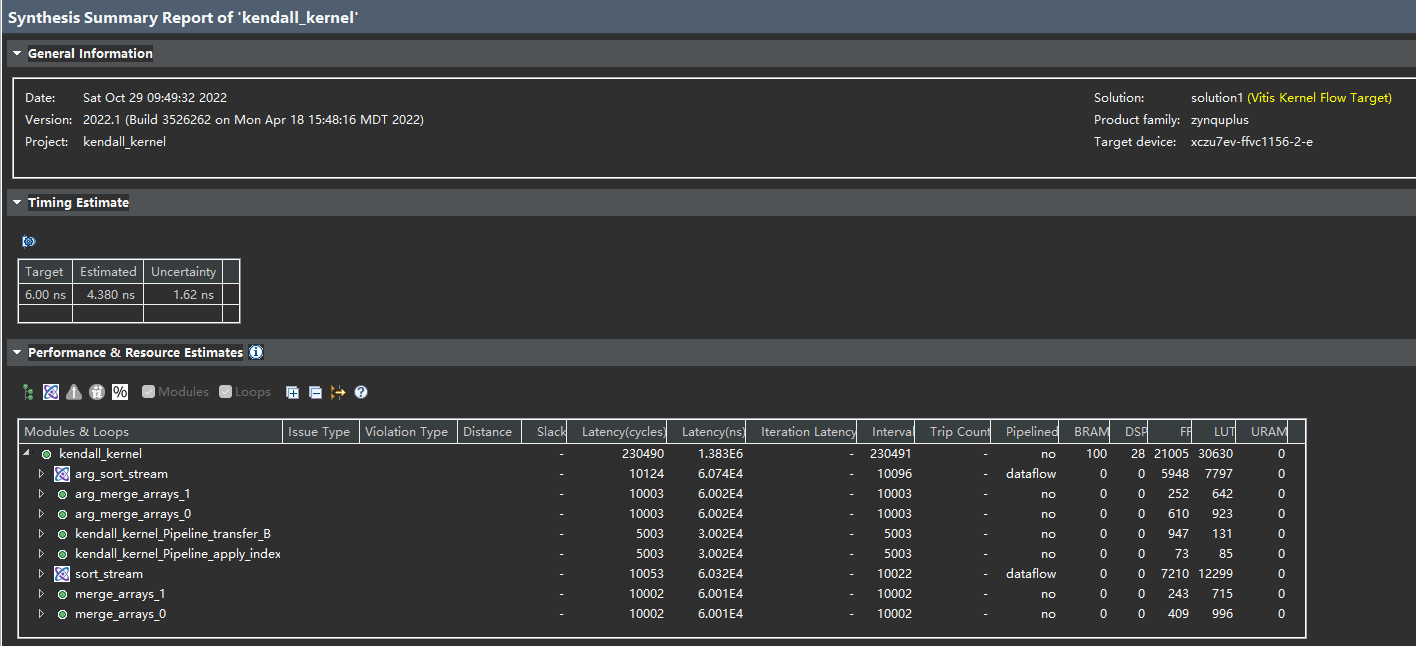 Synthesis Summary Report of 'kendall_kernel'
General Information
Date: Sat Oct 29 09:49:32 2022 Solution: solution1 (Vitis Kernel Flow Target)
Version: 2022.1 (Build 3526262 on Mon Apr 18 15:48:16 MDT 2022) Product family: zynquplus
Project: kendall_kernel Target device: xczu7ev-ffvc1156-2-e
Timing Estimate
Target Estimated Uncertainty
6.00 ns 4.380 ns 1.62 ns
Performance & Resource Estimates
% Modules Loops
Modules & Loops Issue Type Violation Type Distance Slack Latency(cycles) Latency(ns) Iteration Latency Interval Trip Count Pipelined BRAM DSP FF LUT URAM
kendall_kernel - 230490 1.383E6 - 230491 - no 100 28 21005 30630 0
arg_sort_stream - 10124 6.074E4 - 10096 - dataflow 0 0 5948 7797 0
arg_merge_arrays_1 - 10003 6.002E4 - 10003 - no 0 0 252 642 0
arg_merge_arrays_0 - 10003 6.002E4 - 10003 - no 0 0 610 923 0
kendall_kernel_Pipeline_transfer_B - 5003 3.002E4 - 5003 - no 0 0 947 131 0
kendall_kernel_Pipeline_apply_index - 5003 3.002E4 - 5003 - no 0 0 73 85 0
sort_stream - 10053 6.032E4 - 10022 - dataflow 0 0 7210 12299 0
merge_arrays_1 - 10002 6.001E4 - 10002 - no 0 0 243 715 0
merge_arrays_0 - 10002 6.001E4 - 10002 - no 0 0 409 996 0